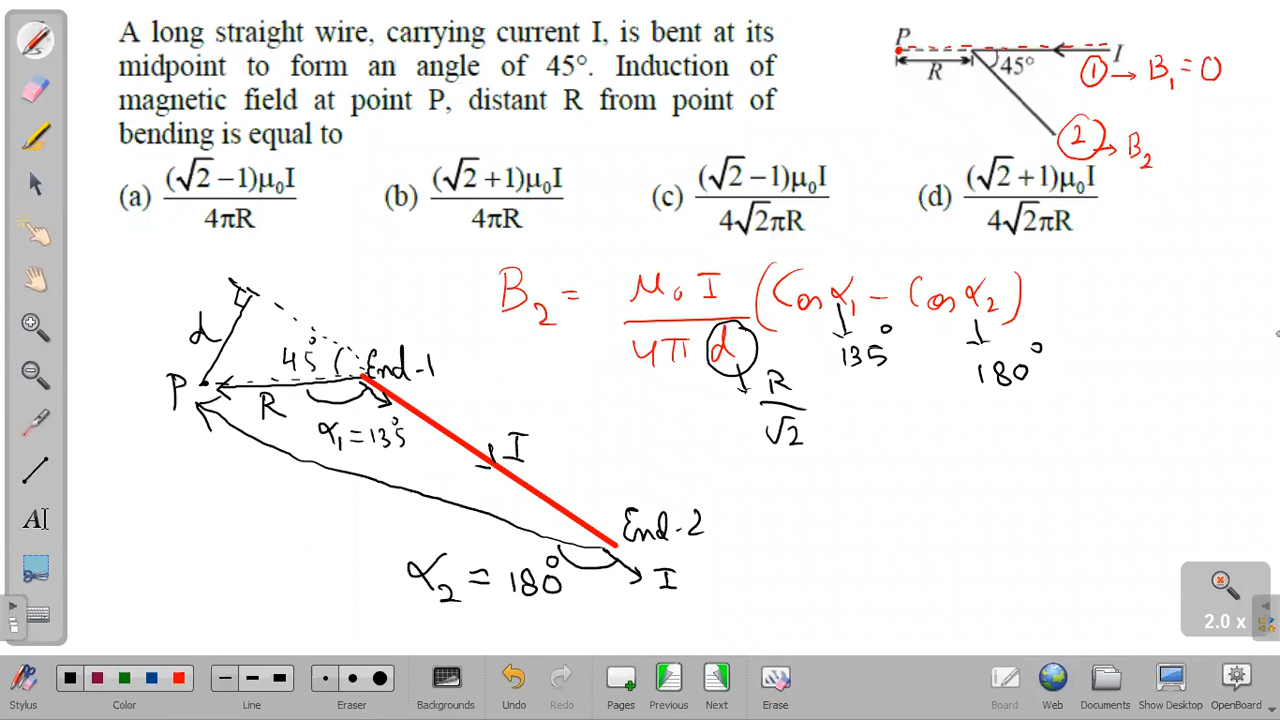 A long straight wire, carrying current I, is bent at its
midpoint to form an angle of 45°. Induction of
magnetic field at point P, distant R from point of
bending is equal to
P
R
45°
I
1 → B₁ = 0
2 → B₂
(a) (√2 −1)μ₀I / 4πR
(b) (√2 +1)μ₀I / 4πR
(c) (√2 −1)μ₀I / 4√2πR
(d) (√2 +1)μ₀I / 4√2πR
B₂ = μ₀ I / 4π d (Cos α₁ − Cos α₂)
135°
180°
R / √2
d
45°
End-1
P
R
α₁ = 135°
I
End-2
α₂ = 180°
I
2.0 x
Stylus
Color
Line
Eraser
Backgrounds
Undo
Redo
Pages
Previous
Next
Erase
Board
Web
Documents
Show Desktop
OpenBoard